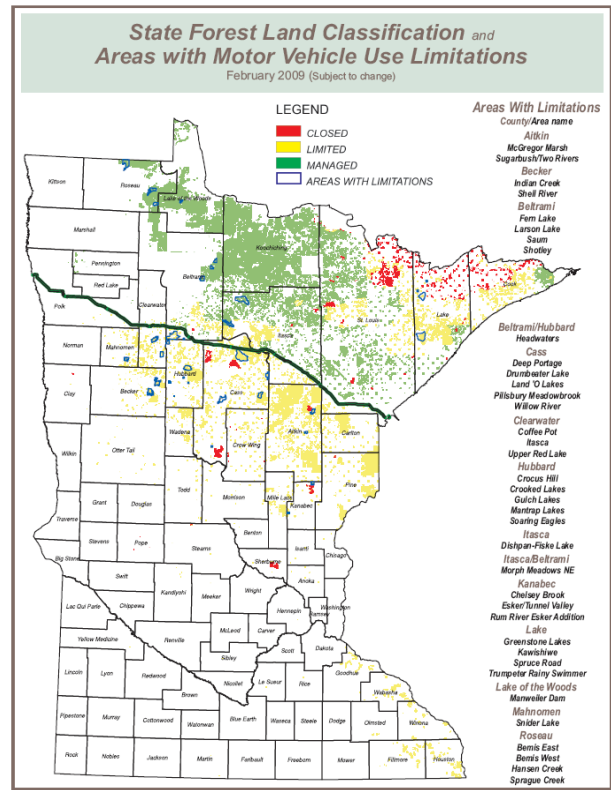 State Forest Land Classification and
Areas with Motor Vehicle Use Limitations
February 2009 (Subject to change)
LEGEND
CLOSED
LIMITED
MANAGED
AREAS WITH LIMITATIONS
Kittson
Roseau
Lake of the Woods
Marshall
Koochiching
Pennington
Red Lake
Beltrami
Polk
Clearwater
Itasca
St. Louis
Lake
Cook
Norman
Mahnomen
Hubbard
Cass
Clay
Becker
Wadena
Crow Wing
Aitkin
Carlton
Wilkin
Otter Tail
Todd
Morrison
Mille Lacs
Kanabec
Pine
Grant
Douglas
Traverse
Stevens
Pope
Stearns
Benton
Isanti
Chisago
Big Stone
Sherburne
Anoka
Swift
Kandiyohi
Meeker
Wright
Hennepin
Ramsey
Washington
Lac Qui Parle
Chippewa
McLeod
Carver
Yellow Medicine
Renville
Sibley
Scott
Dakota
Lincoln
Lyon
Redwood
Nicollet
Le Sueur
Rice
Goodhue
Wabasha
Brown
Pipestone
Murray
Cottonwood
Watonwan
Blue Earth
Waseca
Steele
Dodge
Olmsted
Winona
Rock
Nobles
Jackson
Martin
Faribault
Freeborn
Mower
Fillmore
Houston
Areas With Limitations
County/Area name
Aitkin
McGregor Marsh
Sugarbush/Two Rivers
Becker
Indian Creek
Shell River
Beltrami
Fern Lake
Larson Lake
Saum
Shotley
Beltrami/Hubbard
Headwaters
Cass
Deep Portage
Drumbeater Lake
Land 'O Lakes
Pillsbury Meadowbrook
Willow River
Clearwater
Coffee Pot
Itasca
Upper Red Lake
Hubbard
Crocus Hill
Crooked Lakes
Gulch Lakes
Mantrap Lakes
Soaring Eagles
Itasca
Dishpan-Fiske Lake
Itasca/Beltrami
Morph Meadows NE
Kanabec
Chelsey Brook
Esker/Tunnel Valley
Rum River Esker Addition
Lake
Greenstone Lakes
Kawishiwe
Spruce Road
Trumpeter Rainy Swimmer
Lake of the Woods
Manweiler Dam
Mahnomen
Snider Lake
Roseau
Bemis East
Bemis West
Hansen Creek
Sprague Creek